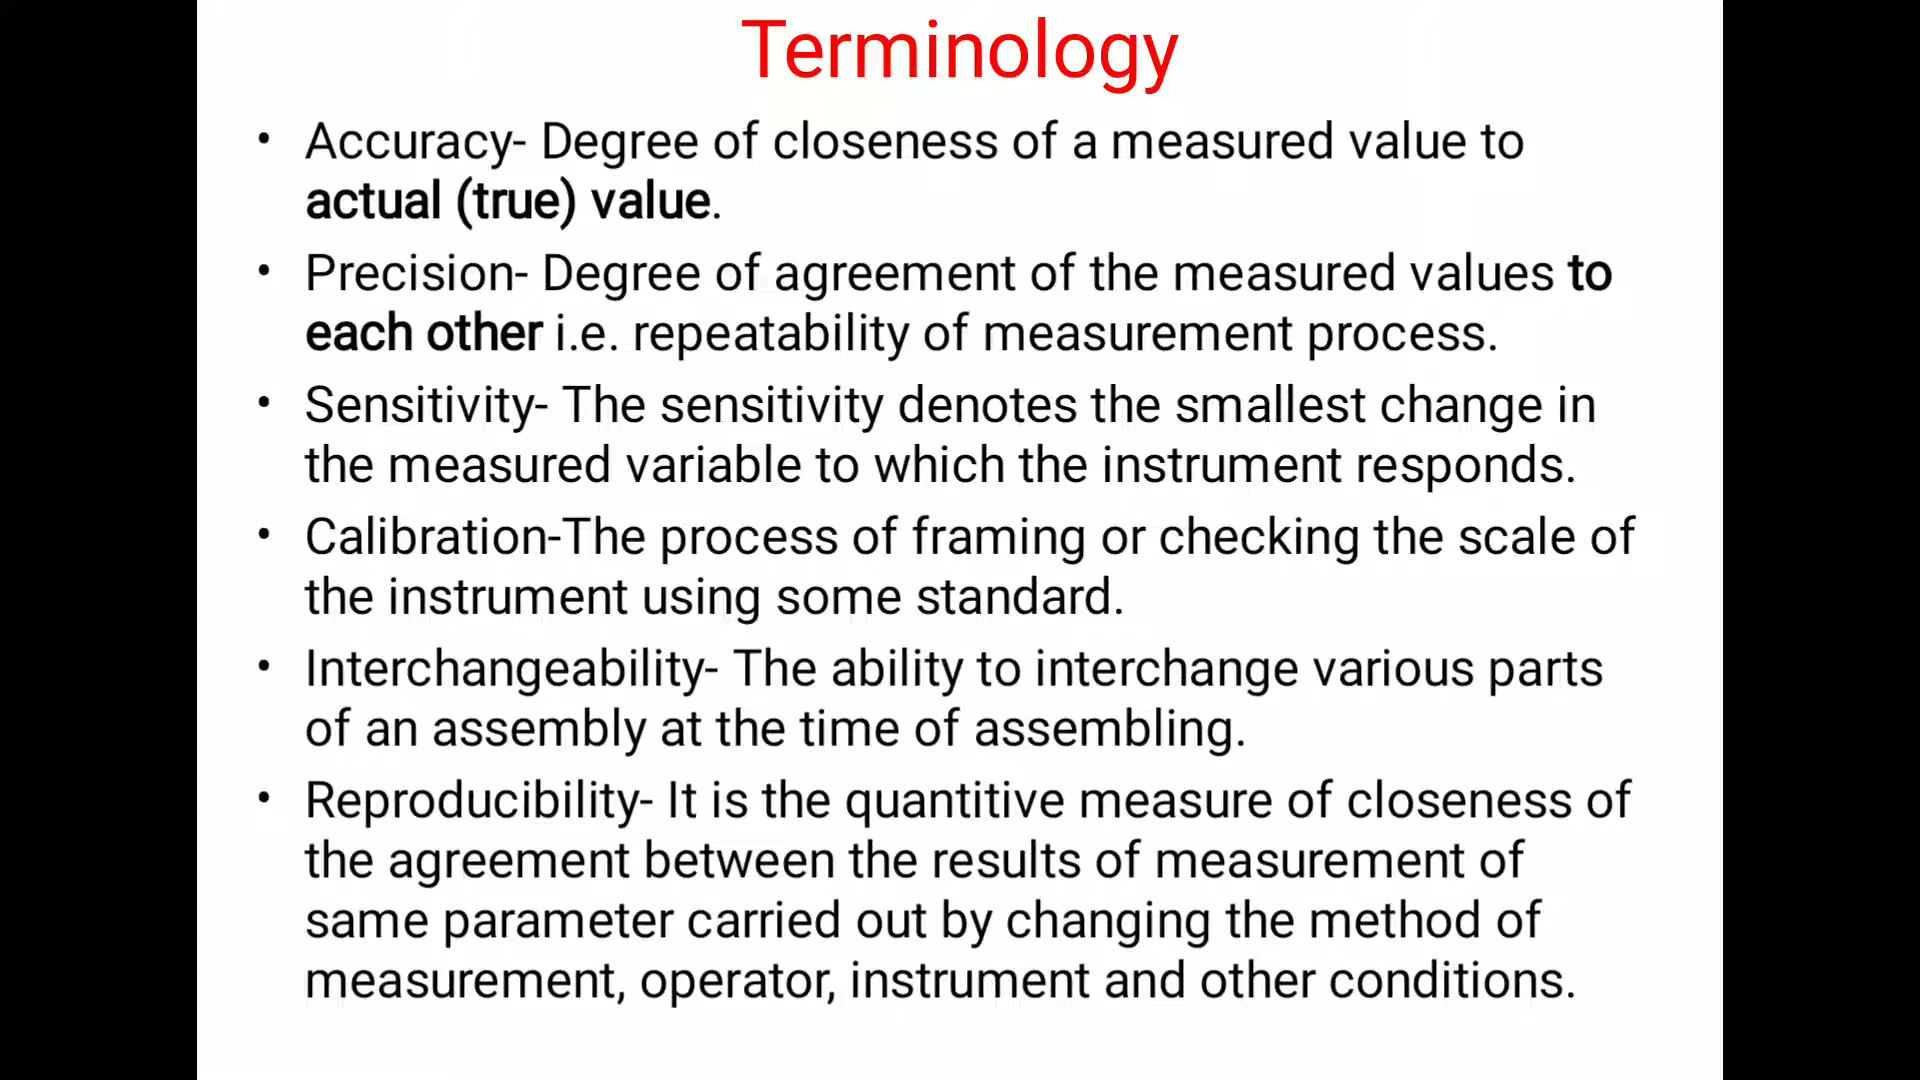 Terminology
• Accuracy- Degree of closeness of a measured value to
actual (true) value.
• Precision- Degree of agreement of the measured values to
each other i.e. repeatability of measurement process.
• Sensitivity- The sensitivity denotes the smallest change in
the measured variable to which the instrument responds.
• Calibration-The process of framing or checking the scale of
the instrument using some standard.
• Interchangeability- The ability to interchange various parts
of an assembly at the time of assembling.
• Reproducibility- It is the quantitive measure of closeness of
the agreement between the results of measurement of
same parameter carried out by changing the method of
measurement, operator, instrument and other conditions.